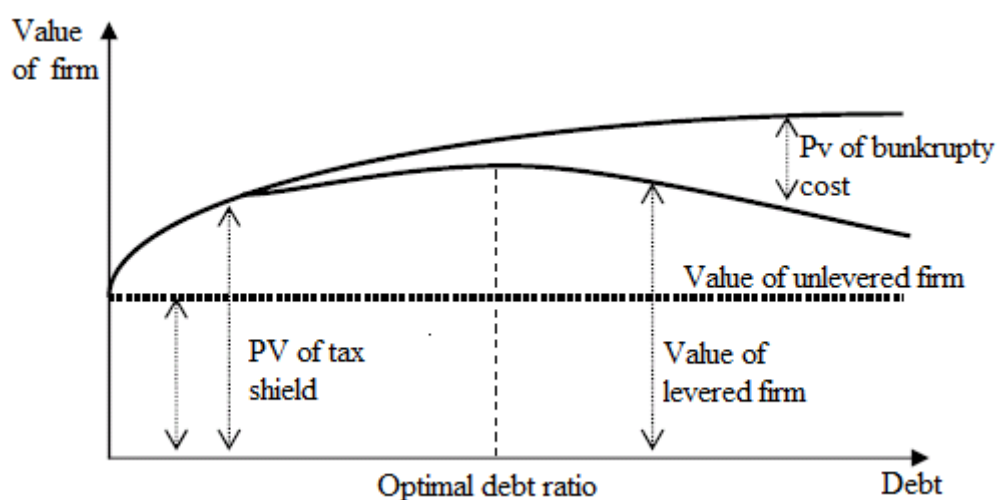 Value
of firm
Pv of bunkrupty
cost
Value of unlevered firm
PV of tax
shield
Value of
levered firm
Optimal debt ratio
Debt